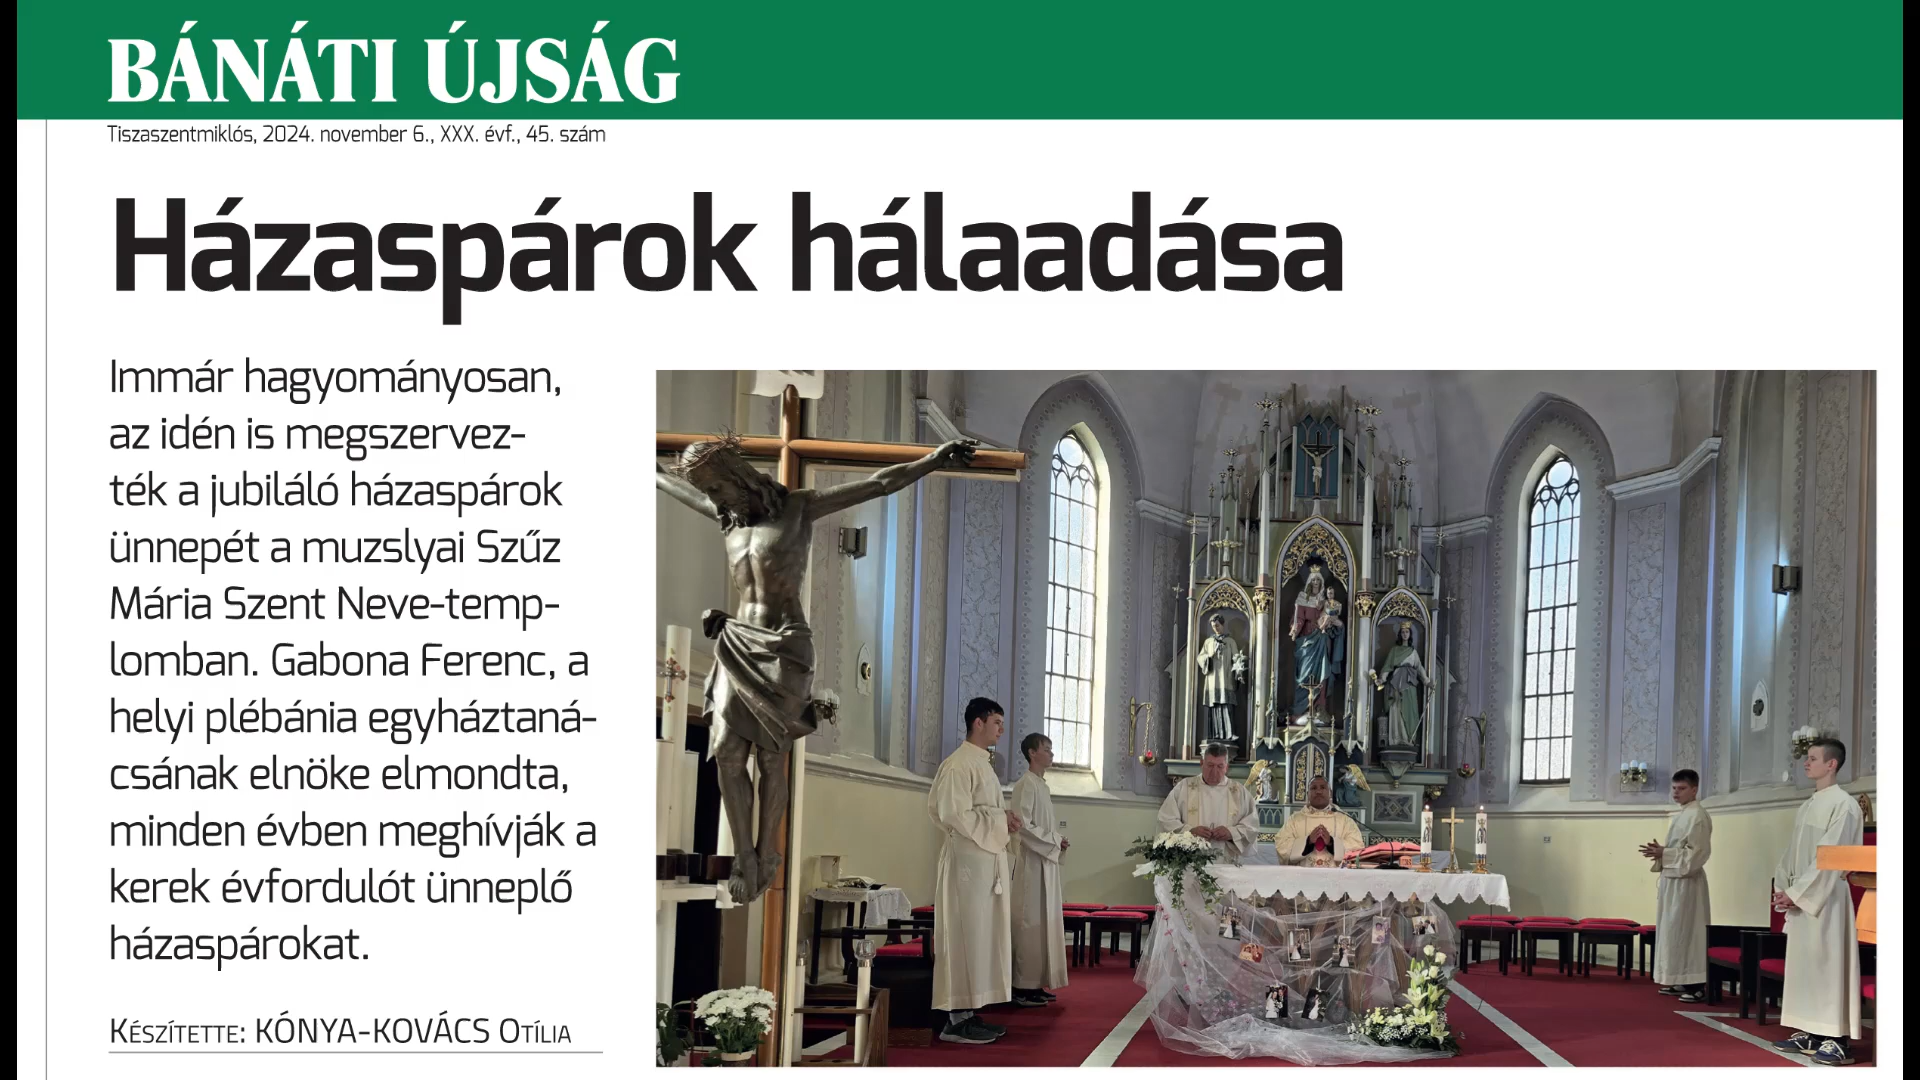 BÁNÁTI ÚJSÁG
Tiszaszentmiklós, 2024. november 6., XXX. évf., 45. szám
Házaspárok hálaadása
Immár hagyományosan,
az idén is megszervez-
ték a jubiláló házaspárok
ünnepét a muzslyai Szűz
Mária Szent Neve-temp-
lomban. Gabona Ferenc, a
helyi plébánia egyháztaná-
csának elnöke elmondta,
minden évben meghívják a
kerek évfordulót ünneplő
házaspárokat.
Készítette: KÓNYA-KOVÁCS Otília